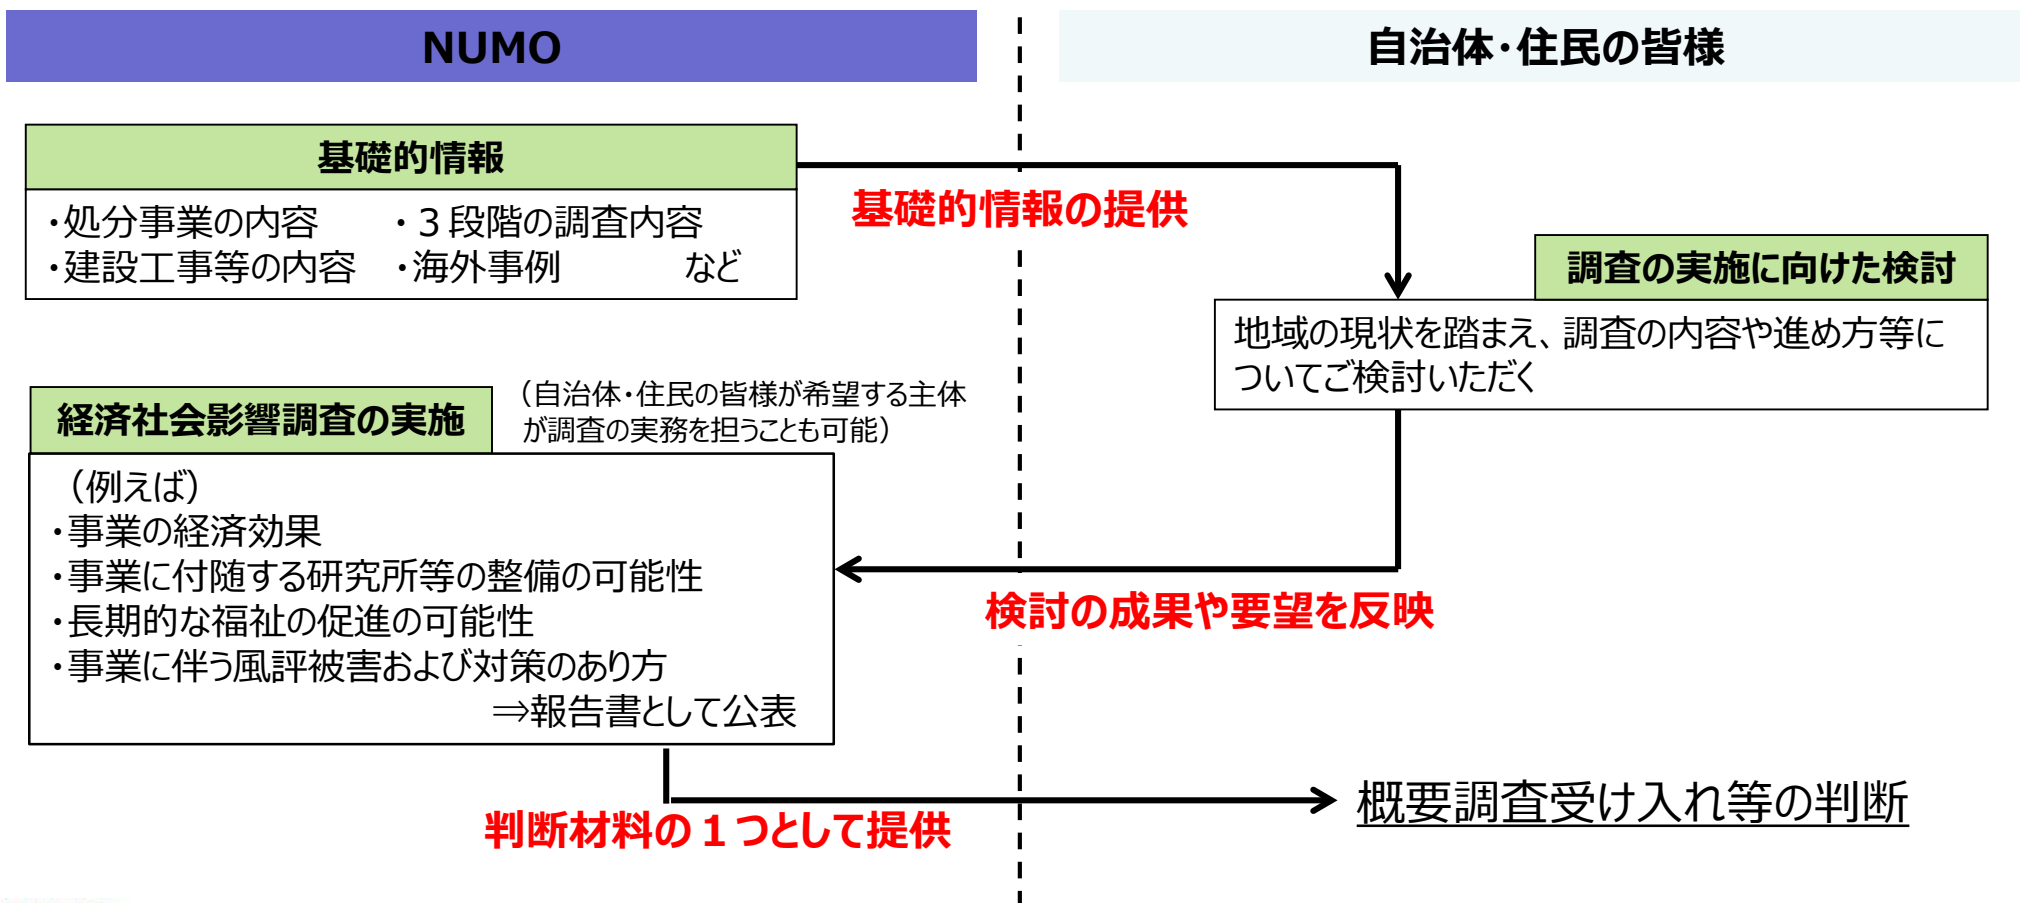 NUMO
自治体・住民の皆様
基礎的情報
・処分事業の内容　・３段階の調査内容
・建設工事等の内容　・海外事例　など
基礎的情報の提供
調査の実施に向けた検討
地域の現状を踏まえ、調査の内容や進め方等に
ついてご検討いただく
経済社会影響調査の実施
（自治体・住民の皆様が希望する主体
が調査の実務を担うことも可能）
（例えば）
・事業の経済効果
・事業に付随する研究所等の整備の可能性
・長期的な福祉の促進の可能性
・事業に伴う風評被害および対策のあり方
⇒報告書として公表
検討の成果や要望を反映
判断材料の１つとして提供
概要調査受け入れ等の判断